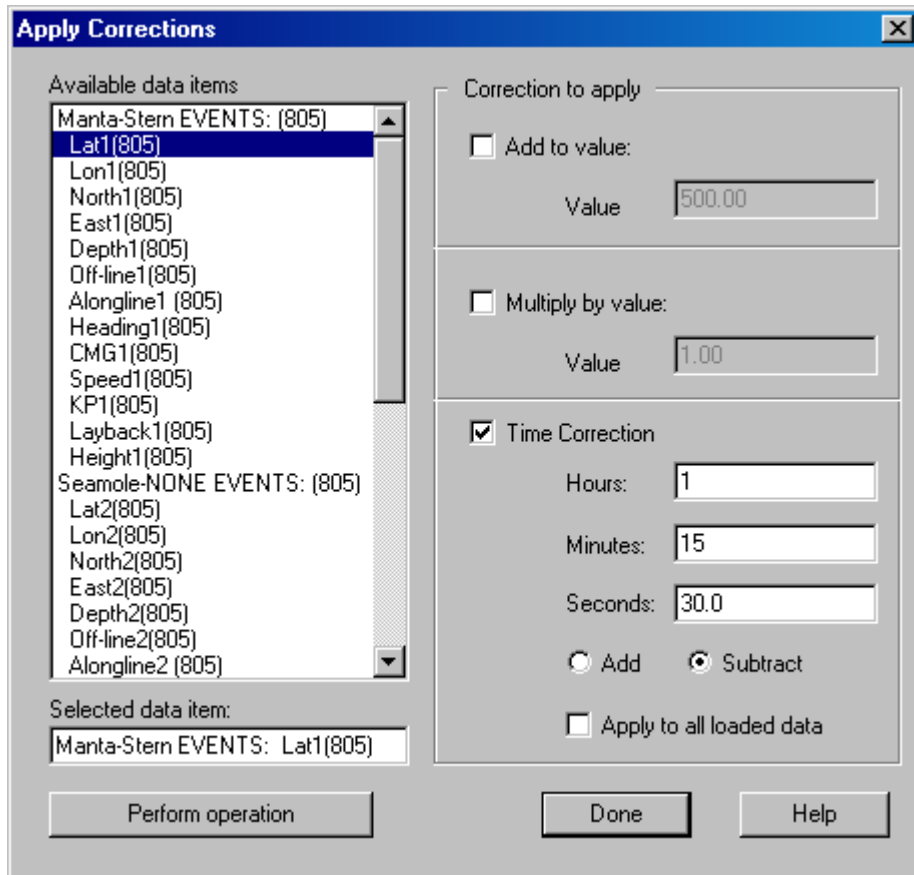 Apply Corrections
Available data items
Manta-Stern EVENTS: (805)
Lat1(805)
Lon1(805)
North1(805)
East1(805)
Depth1(805)
Off-line1(805)
Alongline1 (805)
Heading1(805)
CMG1(805)
Speed1(805)
KP1(805)
Layback1(805)
Height1(805)
Seamole-NONE EVENTS: (805)
Lat2(805)
Lon2(805)
North2(805)
East2(805)
Depth2(805)
Off-line2(805)
Alongline2 (805)
Selected data item:
Manta-Stern EVENTS: Lat1(805)
Perform operation
Correction to apply
Add to value:
Value 500.00
Multiply by value:
Value 1.00
Time Correction
Hours: 1
Minutes: 15
Seconds: 30.0
Add Subtract
Apply to all loaded data
Done Help